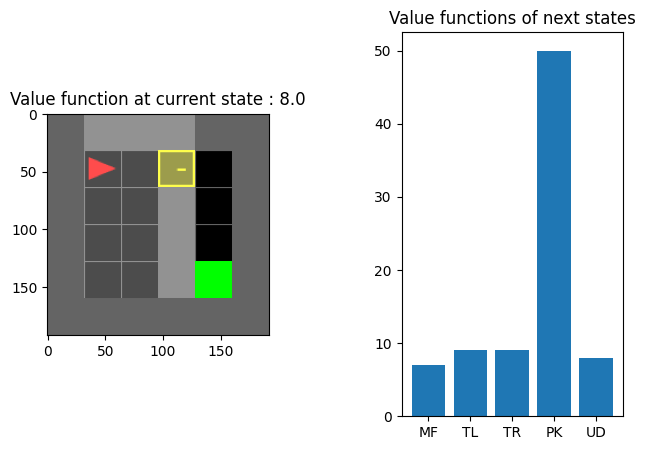 Value function at current state : 8.0
0
50
100
150
0 50 100 150
Value functions of next states
50
40
30
20
10
0
MF TL TR PK UD